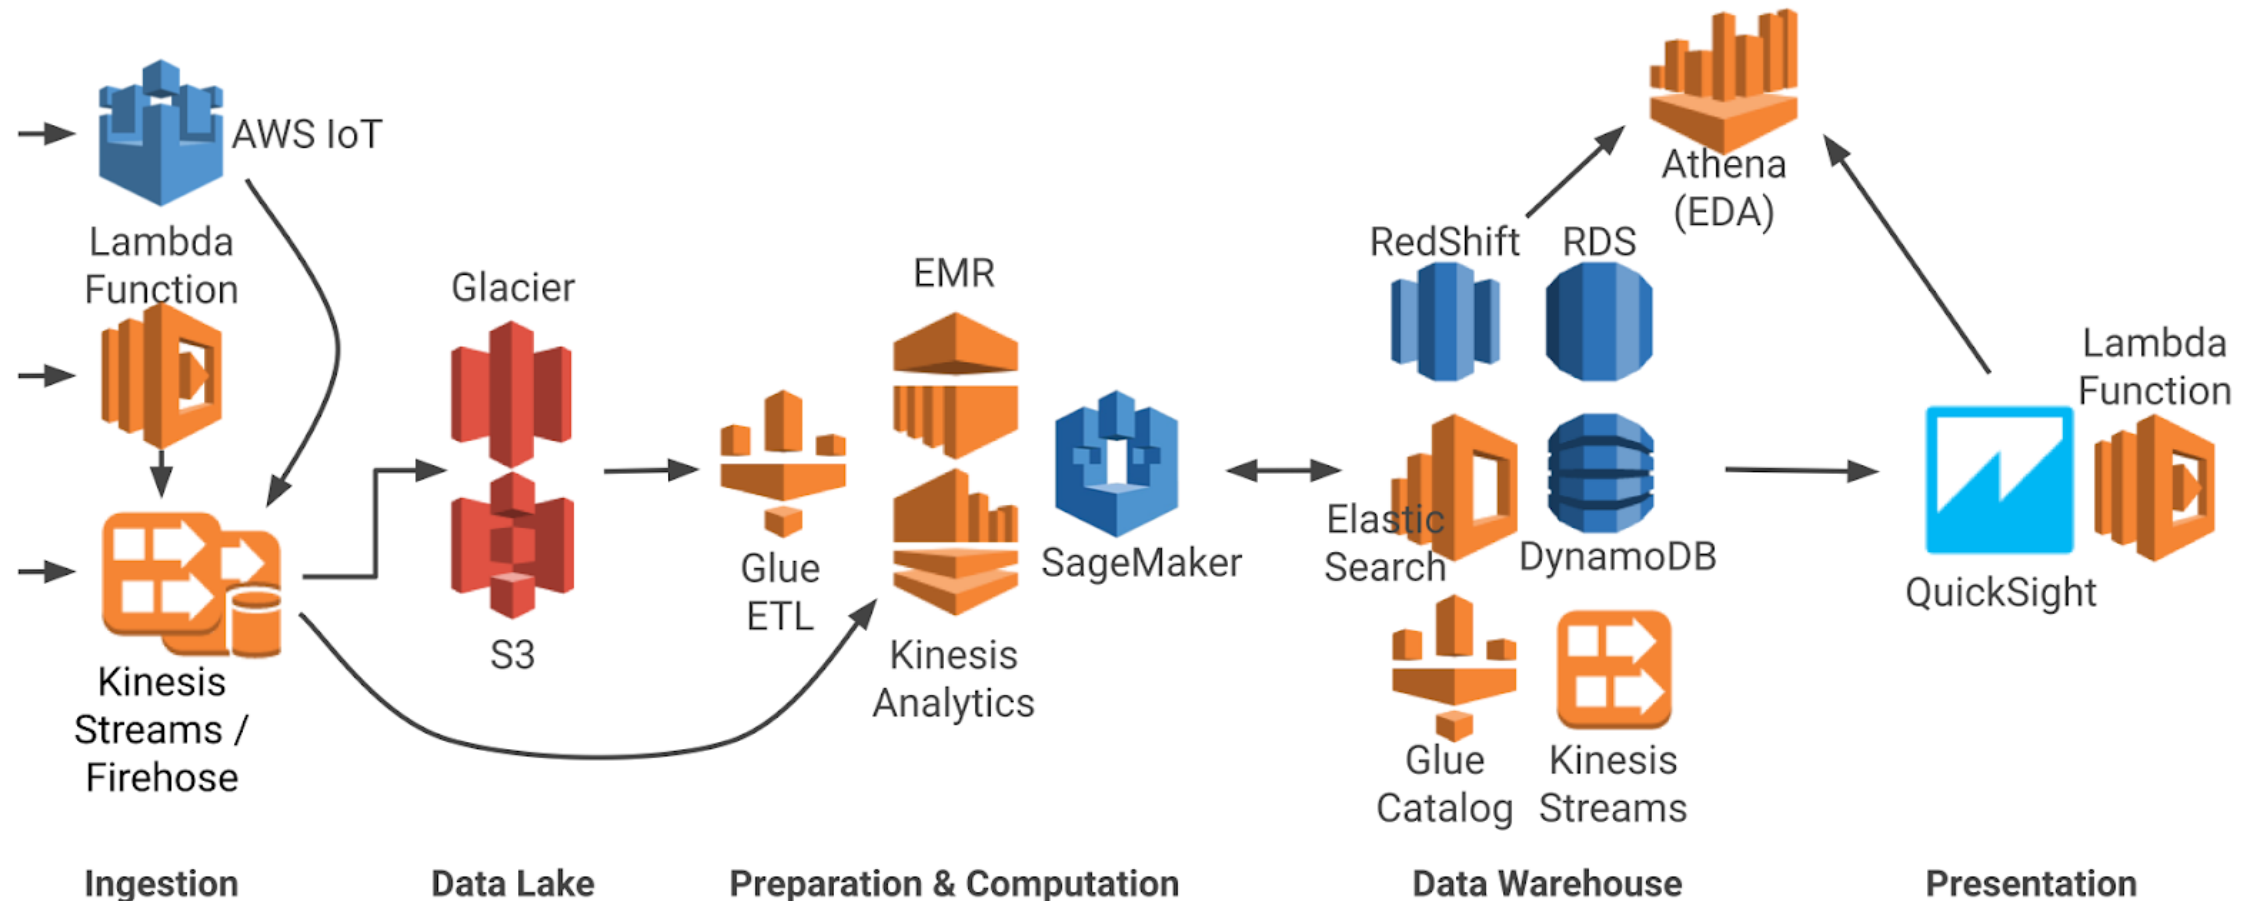 AWS IoT
Lambda
Function
Kinesis
Streams /
Firehose
Glacier
S3
Glue
ETL
EMR
Kinesis
Analytics
SageMaker
Athena
(EDA)
RedShift
RDS
Elastic
Search
DynamoDB
Glue
Catalog
Kinesis
Streams
QuickSight
Lambda
Function
Ingestion
Data Lake
Preparation & Computation
Data Warehouse
Presentation